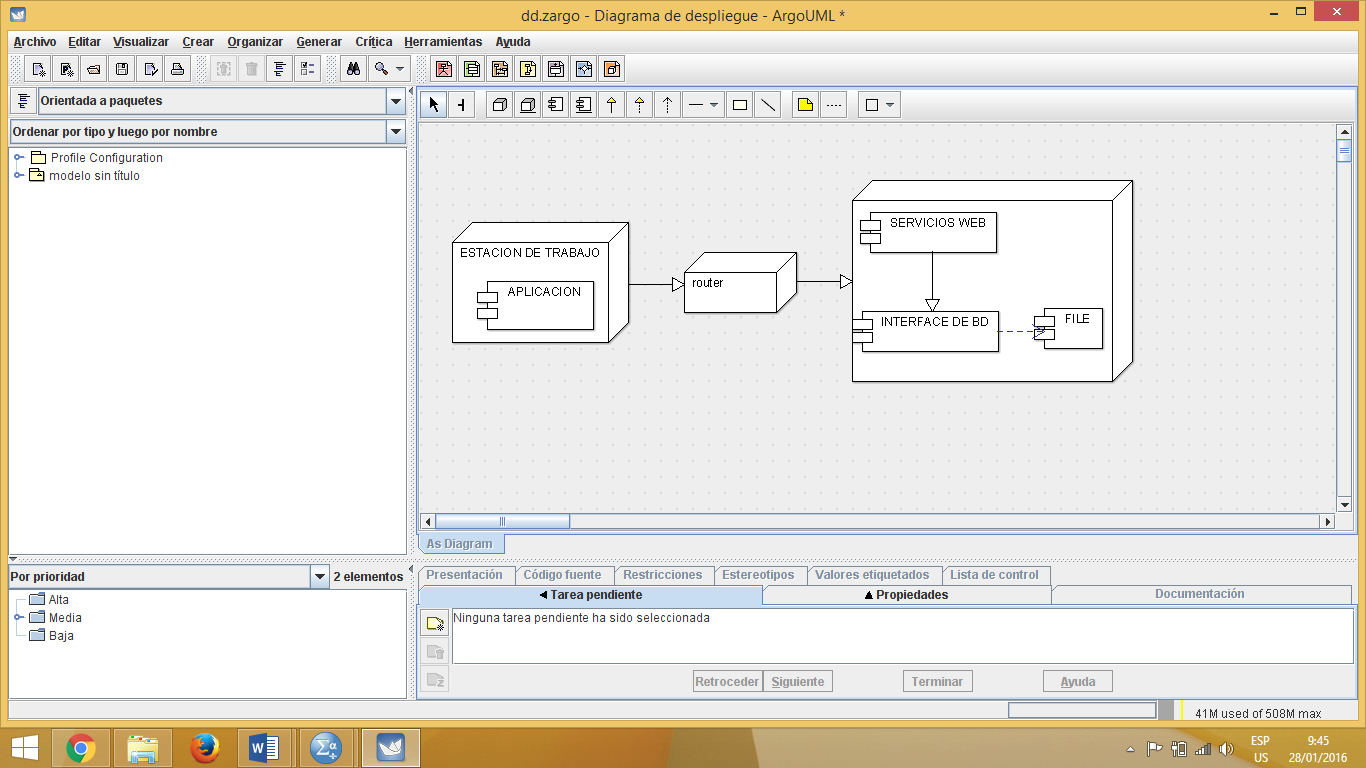 dd.zargo - Diagrama de despliegue - ArgoUML *
Archivo Editar Visualizar Crear Organizar Generar Crítica Herramientas Ayuda
Orientada a paquetes
Ordenar por tipo y luego por nombre
Profile Configuration
modelo sin título
ESTACION DE TRABAJO
APLICACION
router
SERVICIOS WEB
INTERFACE DE BD
FILE
As Diagram
Por prioridad
2 elementos
Alta
Media
Baja
Presentación Código fuente Restricciones Estereotipos Valores etiquetados Lista de control
Tarea pendiente Propiedades Documentación
Ninguna tarea pendiente ha sido seleccionada
Retroceder Siguiente Terminar Ayuda
41M used of 508M max
ESP 9:45
US 28/01/2016